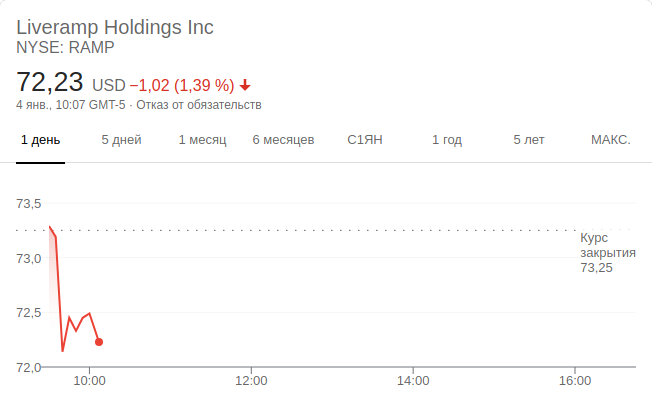 Liveramp Holdings Inc
NYSE: RAMP
72,23 USD −1,02 (1,39 %)
4 янв., 10:07 GMT-5 · Отказ от обязательств
1 день 5 дней 1 месяц 6 месяцев С1ЯН 1 год 5 лет МАКС.
73,5
Курс
закрытия
73,25
73,0
72,5
72,0
10:00 12:00 14:00 16:00